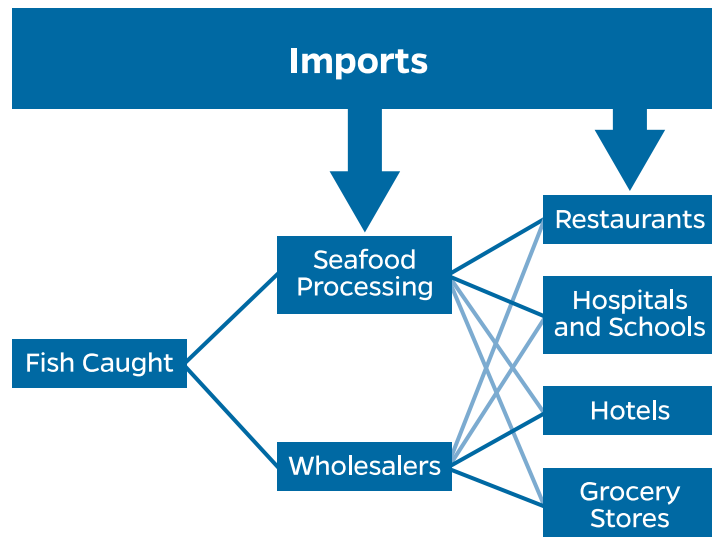 Imports
Restaurants
Seafood
Processing
Hospitals
and Schools
Fish Caught
Hotels
Wholesalers
Grocery
Stores